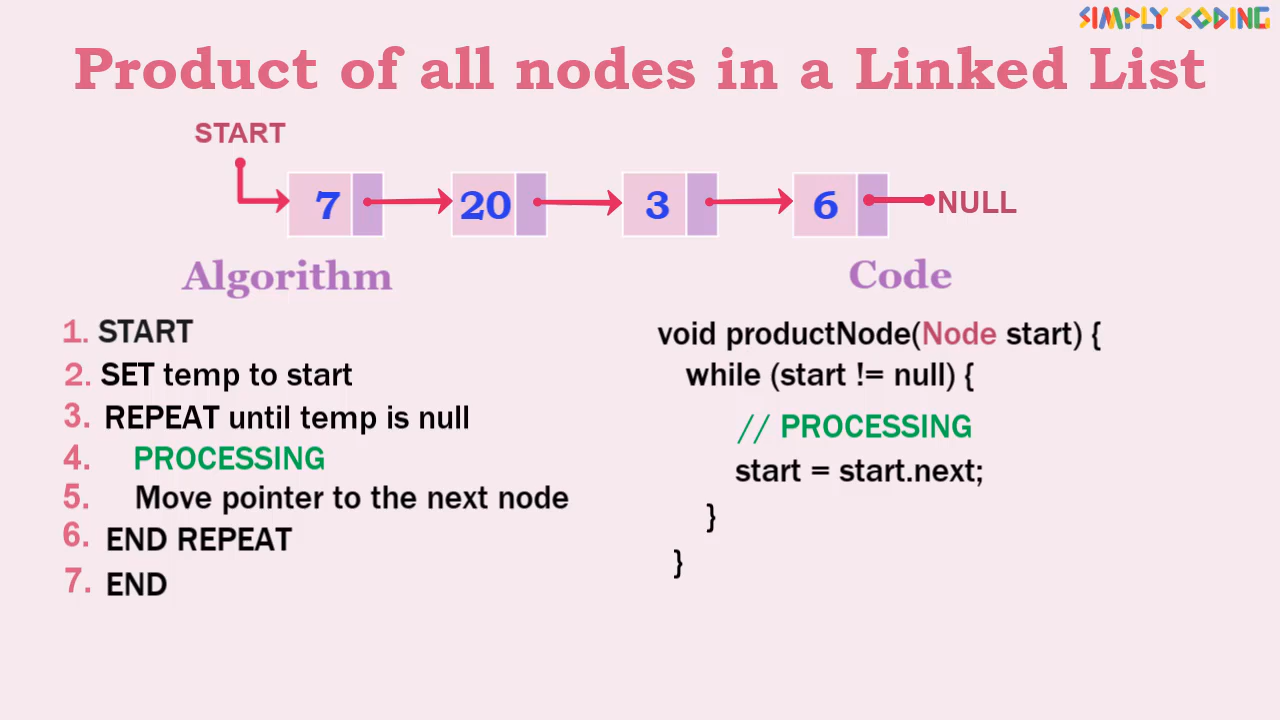 SIMPLY CODING
Product of all nodes in a Linked List
START
7 20 3 6 NULL
Algorithm
1. START
2. SET temp to start
3. REPEAT until temp is null
4. PROCESSING
5. Move pointer to the next node
6. END REPEAT
7. END
Code
void productNode(Node start) {
while (start != null) {
// PROCESSING
start = start.next;
}
}